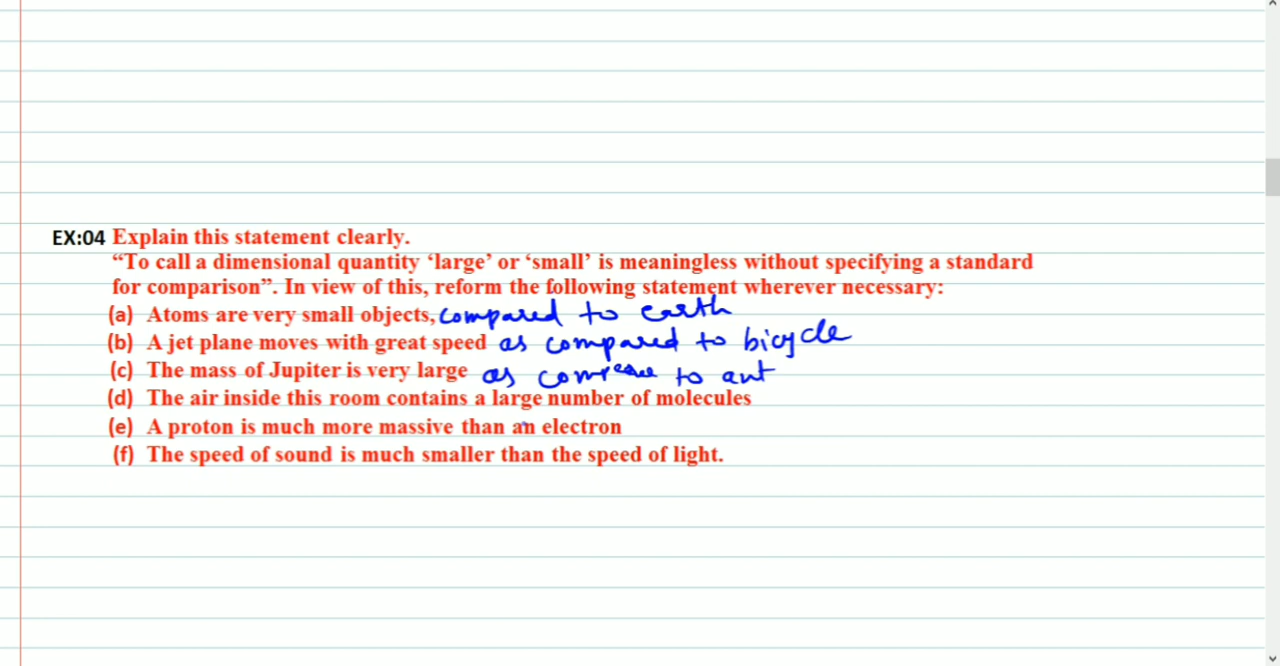 EX:04 Explain this statement clearly.
“To call a dimensional quantity ‘large’ or ‘small’ is meaningless without specifying a standard
for comparison”. In view of this, reform the following statement wherever necessary:
(a) Atoms are very small objects, compared to earth
(b) A jet plane moves with great speed as compared to bicycle
(c) The mass of Jupiter is very large as compare to ant
(d) The air inside this room contains a large number of molecules
(e) A proton is much more massive than an electron
(f) The speed of sound is much smaller than the speed of light.